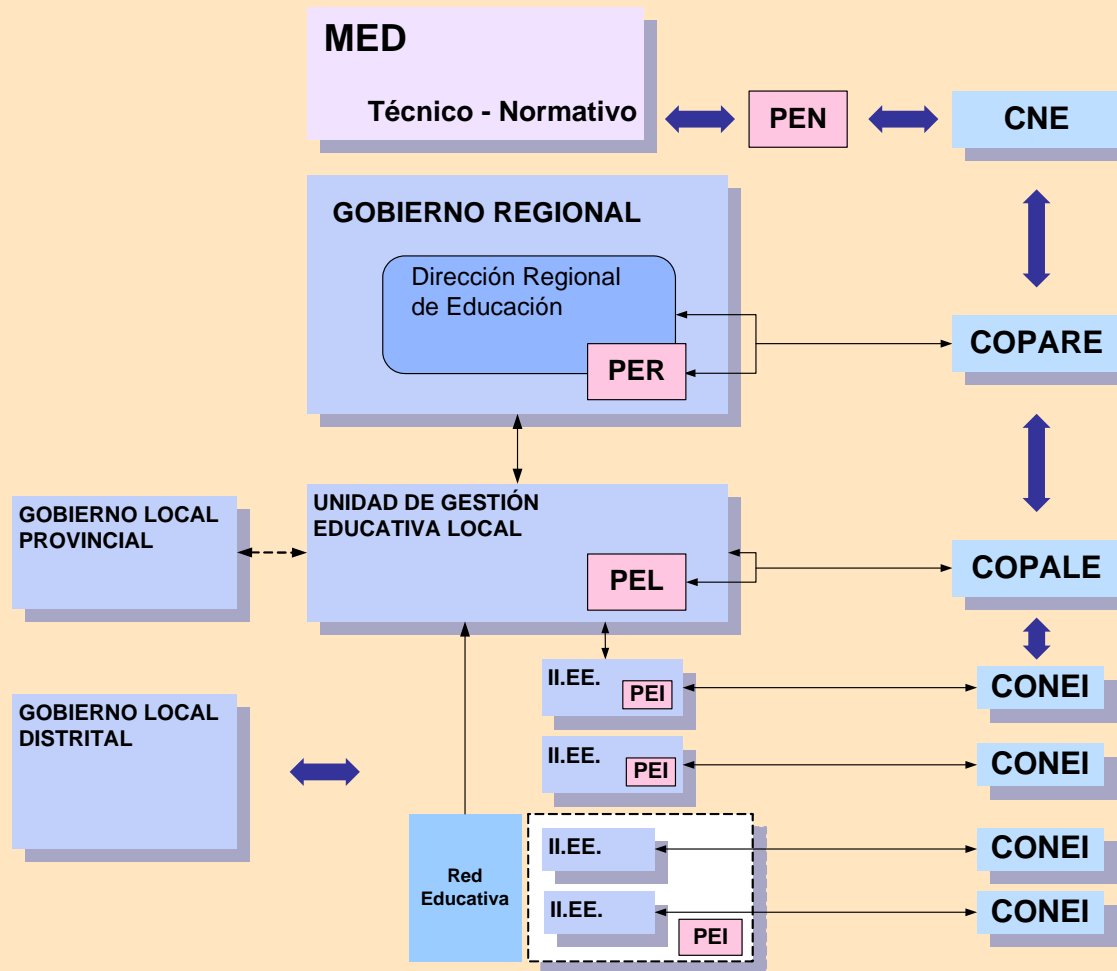 MED
Técnico - Normativo
PEN
CNE
GOBIERNO REGIONAL
Dirección Regional
de Educación
PER
COPARE
GOBIERNO LOCAL
PROVINCIAL
UNIDAD DE GESTIÓN
EDUCATIVA LOCAL
PEL
COPALE
II.EE.
PEI
CONEI
GOBIERNO LOCAL
DISTRITAL
II.EE.
PEI
CONEI
Red
Educativa
II.EE.
CONEI
II.EE.
PEI
CONEI